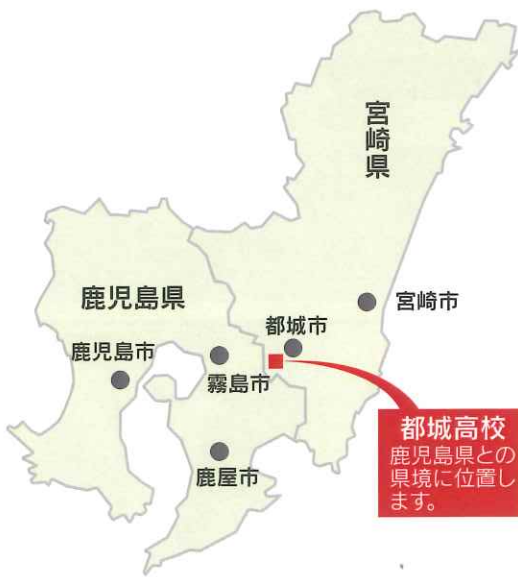 宮崎県
鹿児島県
宮崎市
都城市
鹿児島市
霧島市
鹿屋市
都城高校
鹿児島県との
県境に位置し
ます。